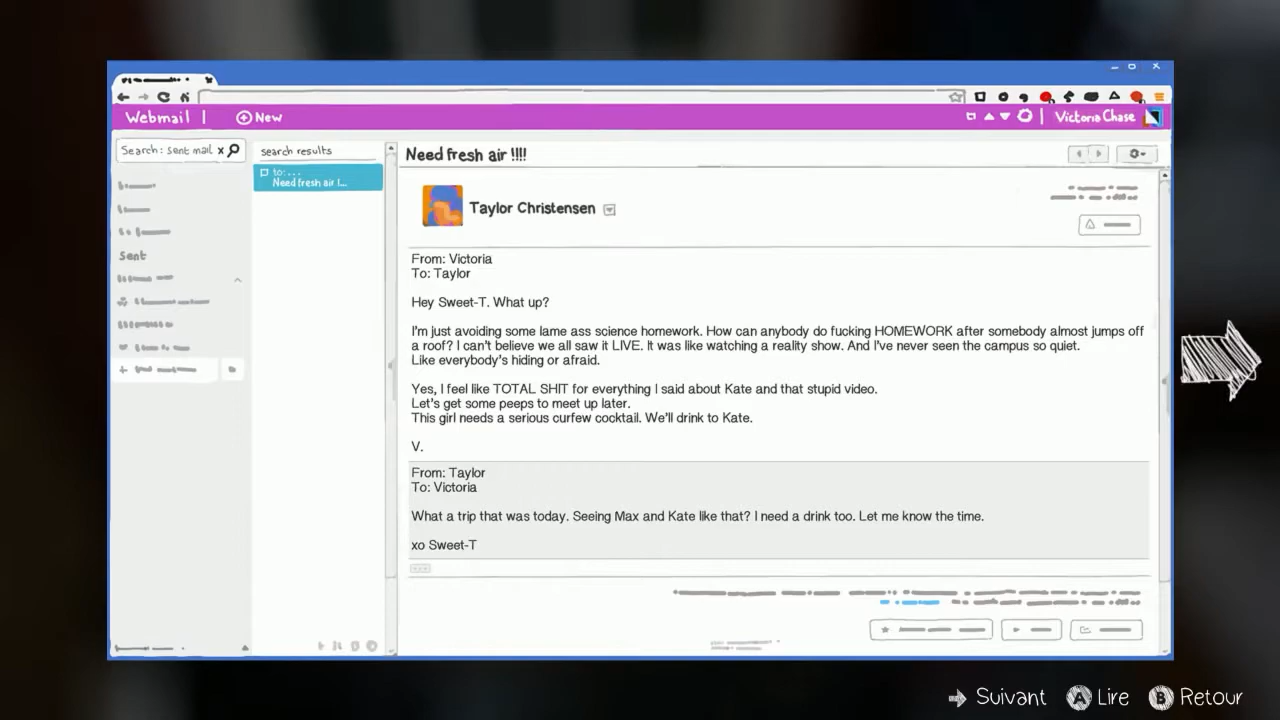 Webmail |
New
Victoria Chase
Search: sent mail x
search results
Need fresh air !!!!
to:...
Need fresh air !...
Taylor Christensen
Sent
From: Victoria
To: Taylor
Hey Sweet-T. What up?
I'm just avoiding some lame ass science homework. How can anybody do fucking HOMEWORK after somebody almost jumps off
a roof? I can't believe we all saw it LIVE. It was like watching a reality show. And I've never seen the campus so quiet.
Like everybody's hiding or afraid.
Yes, I feel like TOTAL SHIT for everything I said about Kate and that stupid video.
Let's get some peeps to meet up later.
This girl needs a serious curfew cocktail. We'll drink to Kate.
V.
From: Taylor
To: Victoria
What a trip that was today. Seeing Max and Kate like that? I need a drink too. Let me know the time.
xo Sweet-T
Suivant A Lire B Retour